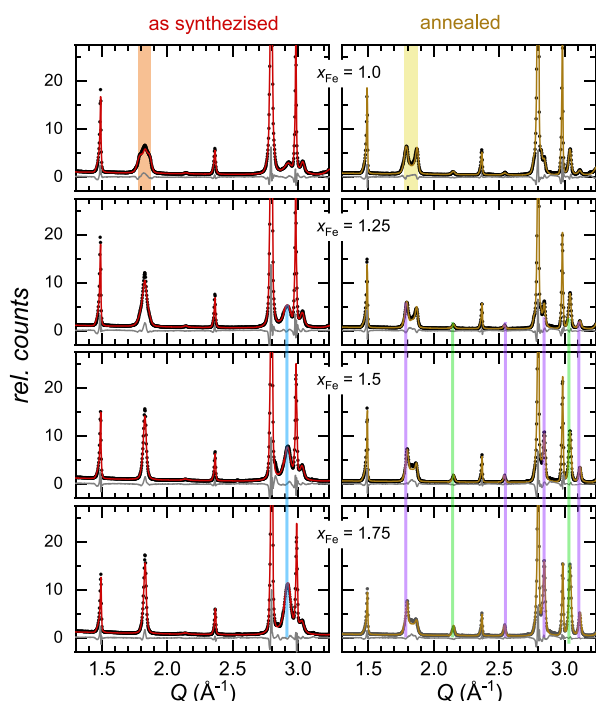 as synthezised annealed
20
10
0
x_Fe = 1.0
20
10
0
x_Fe = 1.25
20
10
0
x_Fe = 1.5
20
10
0
x_Fe = 1.75
rel. counts
1.5 2.0 2.5 3.0 1.5 2.0 2.5 3.0
Q (Å⁻¹) Q (Å⁻¹)